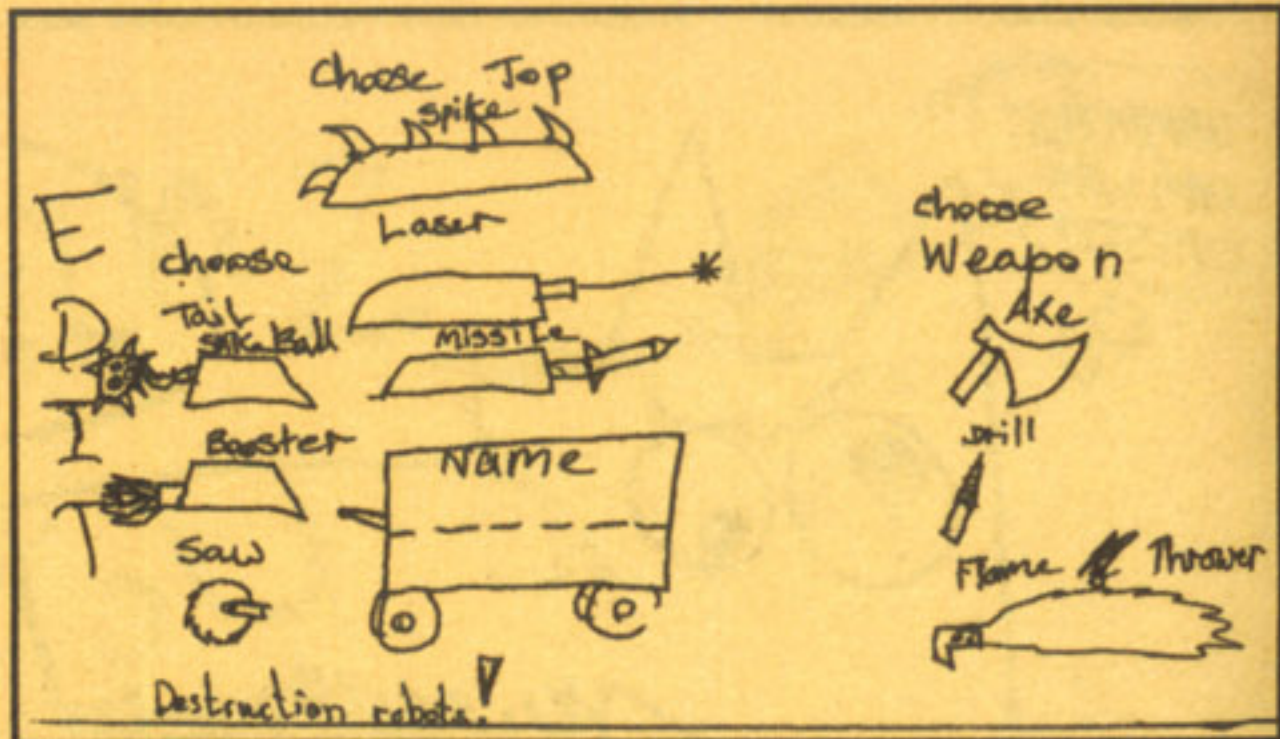 Choose Top
spike
Laser
Missile
EDIT
choose
Tail
Spike Ball
Booster
Saw
Name
choose
Weapon
Axe
Drill
Flame Thrower
Destruction robots!